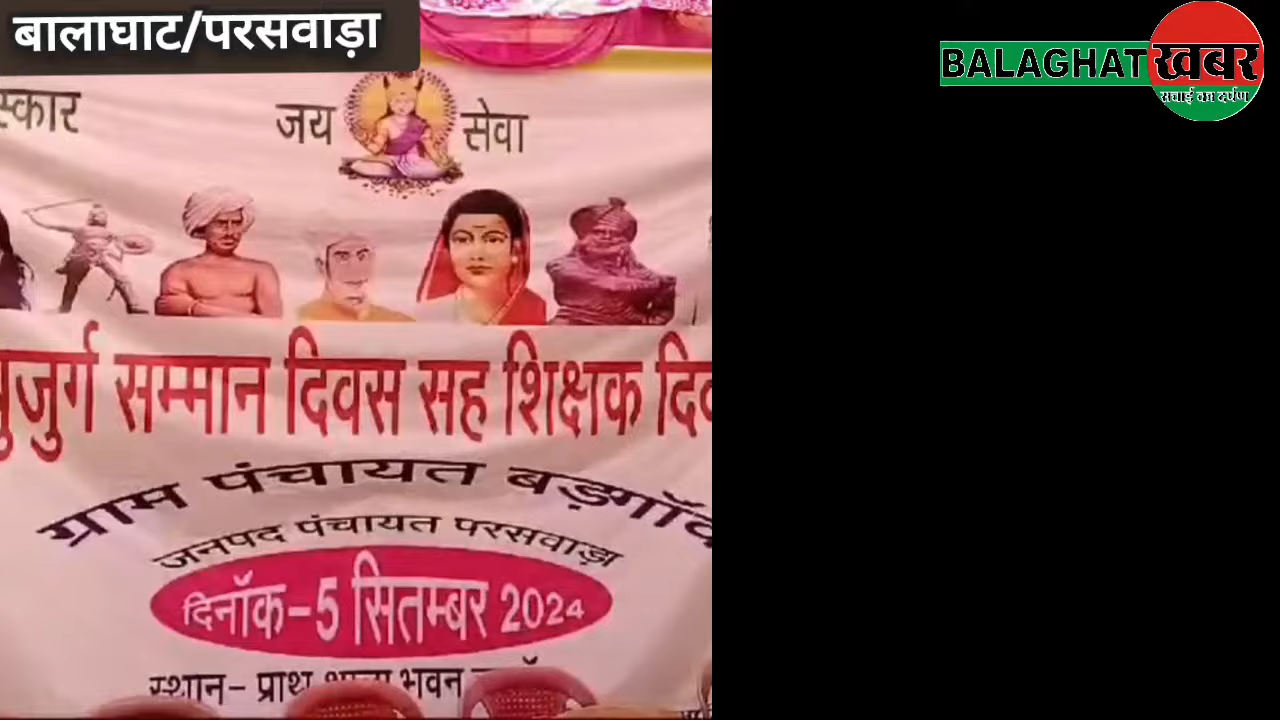 बालाघाट/परसवाड़ा
BALAGHAT खबर
सचाई का दर्पण
जय सेवा
सम्मान दिवस सह शिक्षक
ग्राम पंचायत बड़गाँव
जनपद पंचायत परसवाड़ा
दिनाँक-5 सितम्बर 2024
स्थान- प्राथ शाला भवन